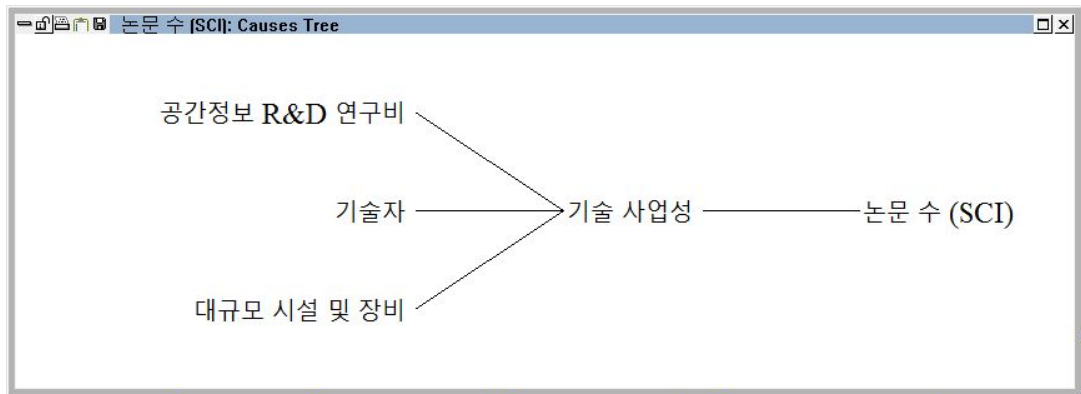 논문 수 (SCI): Causes Tree
공간정보 R&D 연구비
기술자
기술 사업성
논문 수 (SCI)
대규모 시설 및 장비